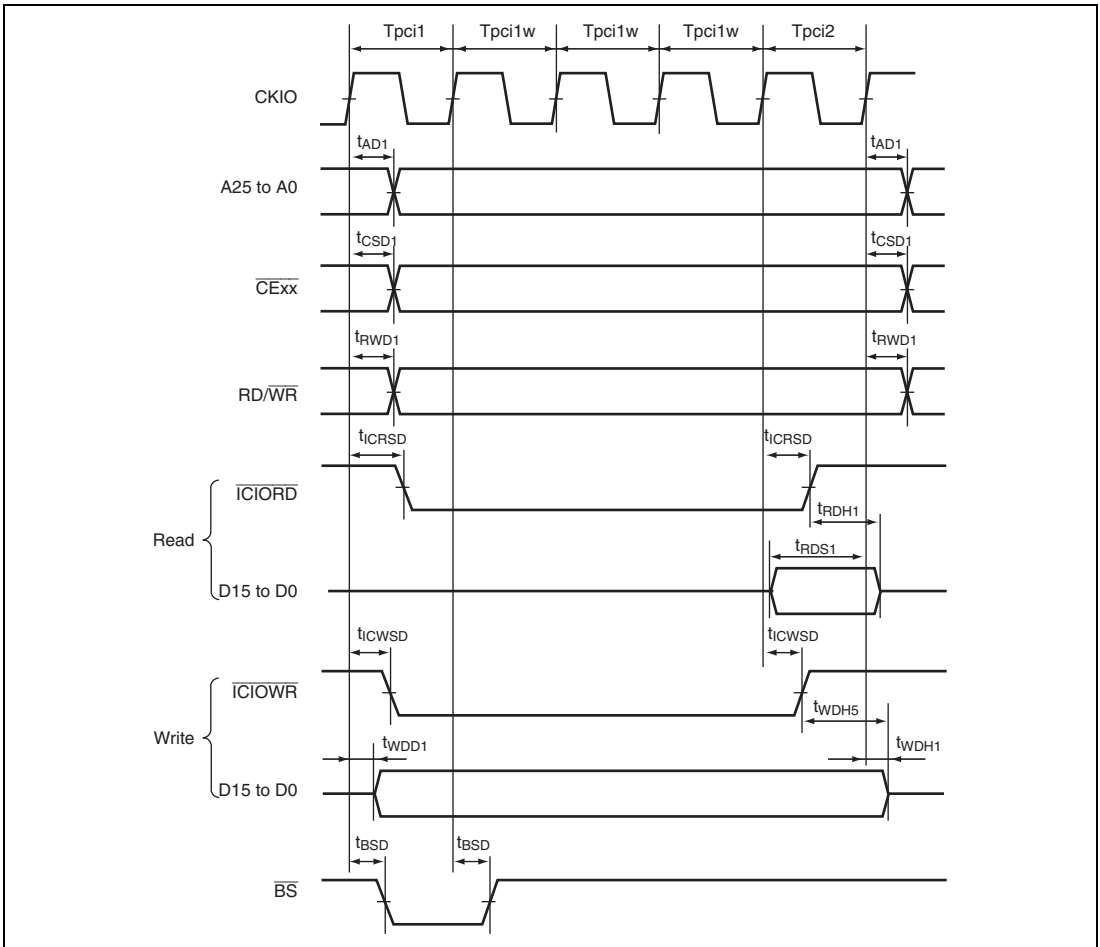 Tpci1 Tpci1w Tpci1w Tpci1w Tpci2
CKIO
tAD1 tAD1
A25 to A0
tCSD1 tCSD1
CExx
tRWD1 tRWD1
RD/WR
tICRSD tICRSD
ICIORD
tRDH1
Read
tRDS1
D15 to D0
tICWSD tICWSD
ICIOWR
tWDH5
Write
tWDD1 tWDH1
D15 to D0
tBSD tBSD
BS